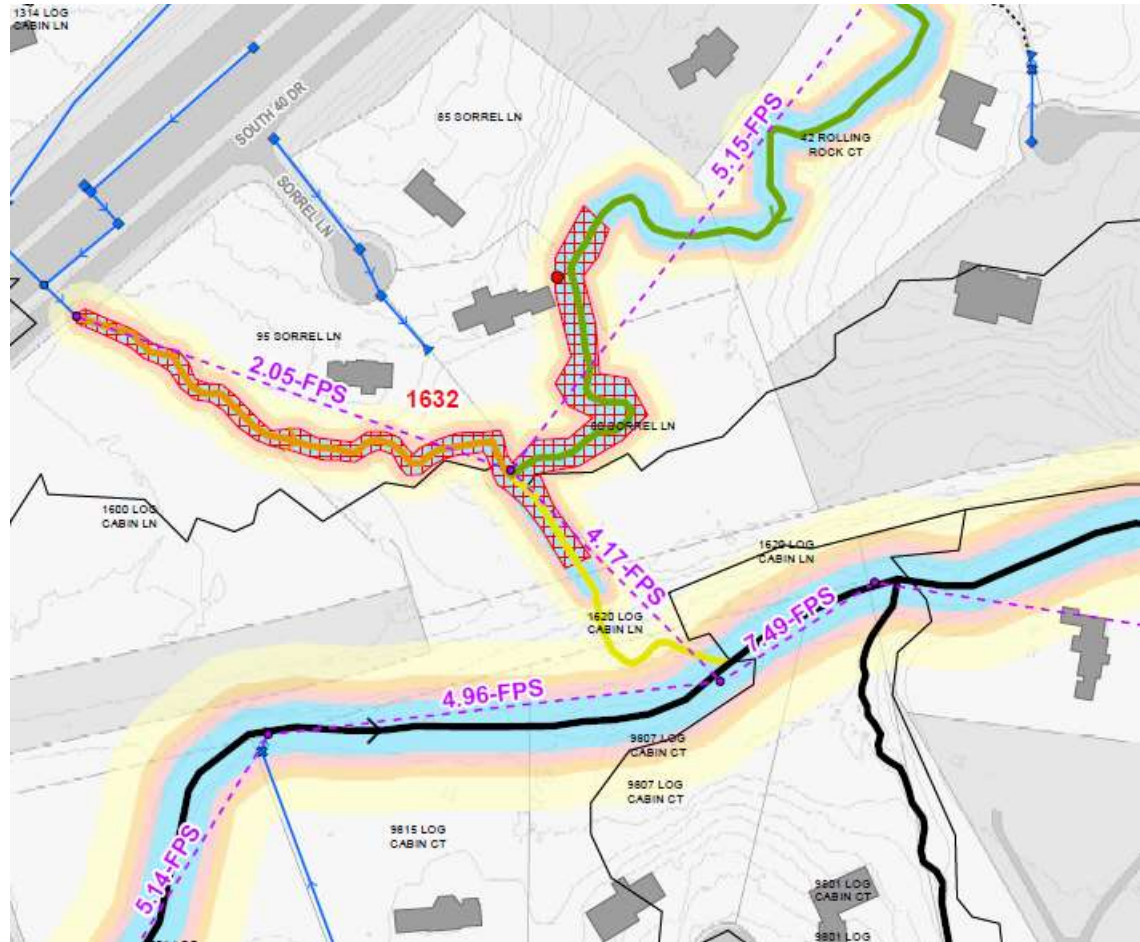 1314 LOG
CABIN LN
SOUTH 40 DR
85 SORREL LN
SORREL LN
5.15-FPS
42 ROLLING
ROCK CT
95 SORREL LN
2.05-FPS
1632
SORREL LN
1600 LOG
CABIN LN
4.17-FPS
1620 LOG
CABIN LN
1620 LOG
CABIN LN
7.49-FPS
4.96-FPS
9807 LOG
CABIN CT
9807 LOG
CABIN CT
5.14-FPS
9815 LOG
CABIN CT
9801 LOG
CABIN CT
9801 LOG